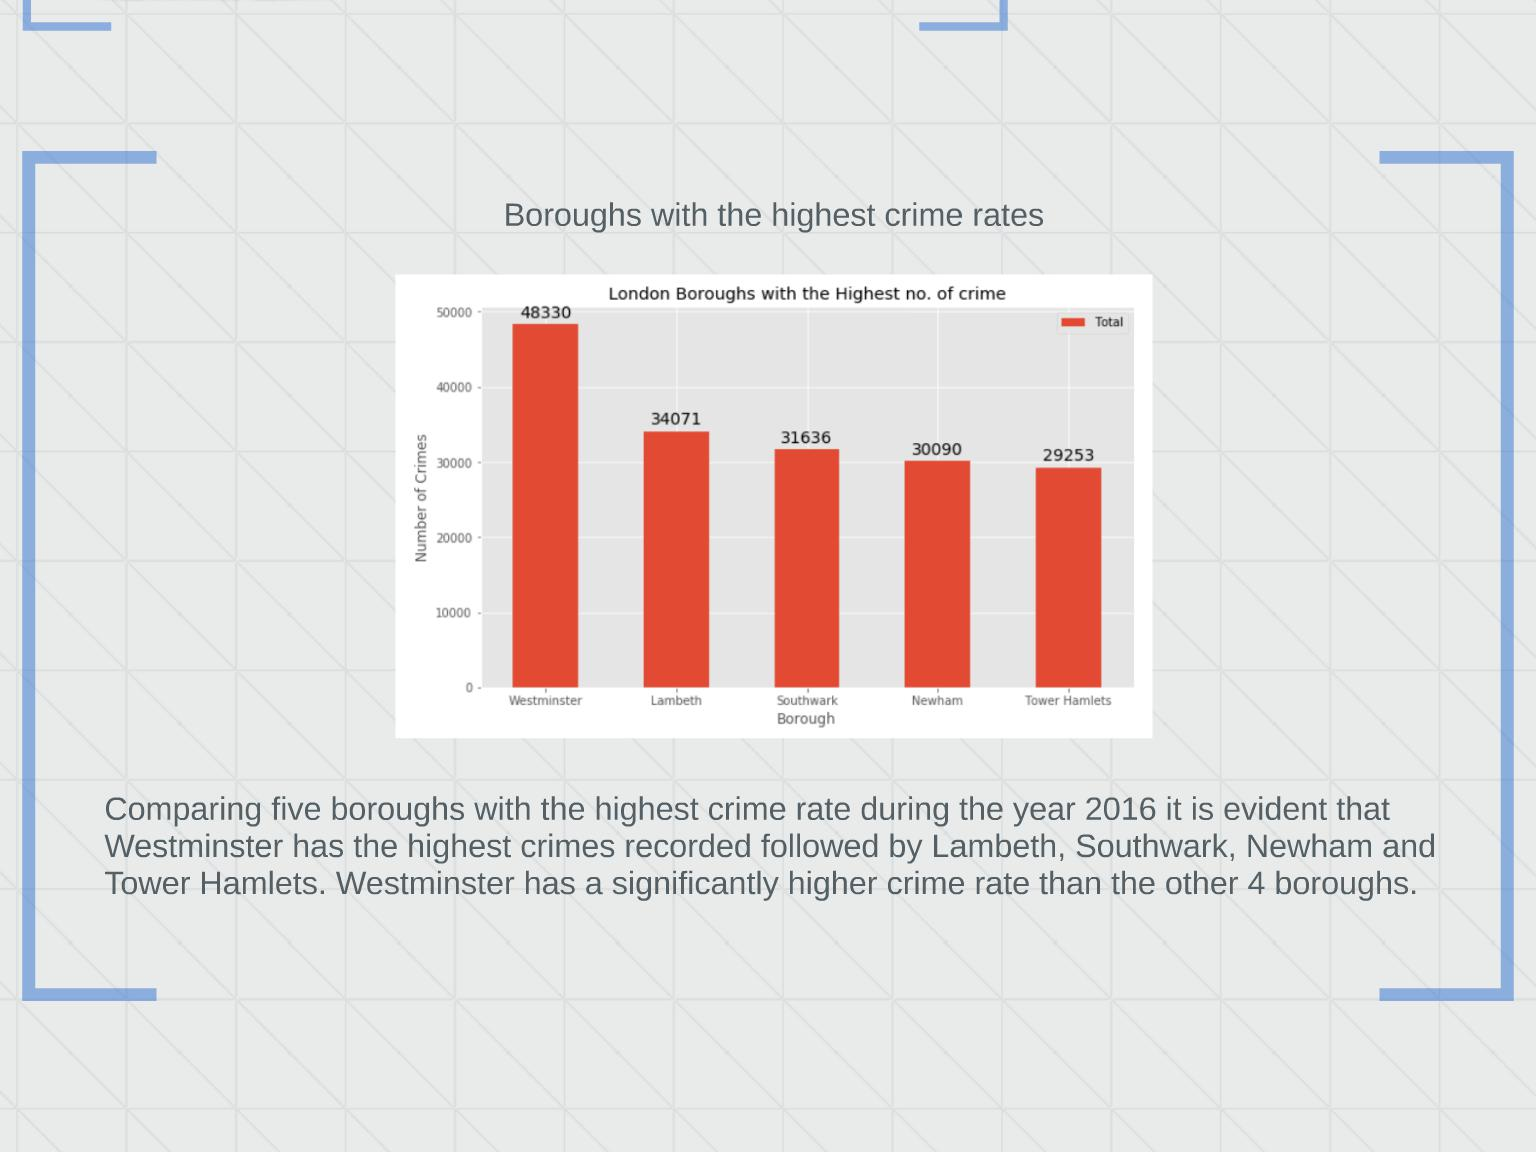 Boroughs with the highest crime rates
London Boroughs with the Highest no. of crime
50000
40000
30000
20000
10000
0
Number of Crimes
48330
34071
31636
30090
29253
Total
Westminster
Lambeth
Southwark
Newham
Tower Hamlets
Borough
Comparing five boroughs with the highest crime rate during the year 2016 it is evident that
Westminster has the highest crimes recorded followed by Lambeth, Southwark, Newham and
Tower Hamlets. Westminster has a significantly higher crime rate than the other 4 boroughs.